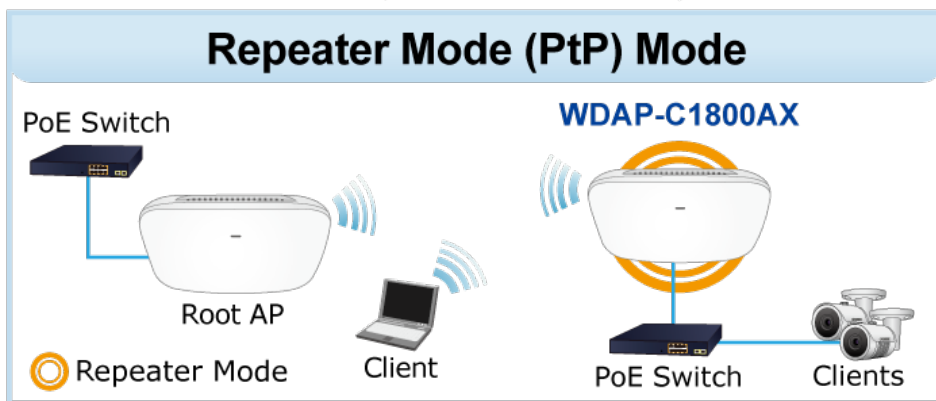 Repeater Mode (PtP) Mode
PoE Switch
WDAP-C1800AX
Root AP
Client
Repeater Mode
PoE Switch
Clients